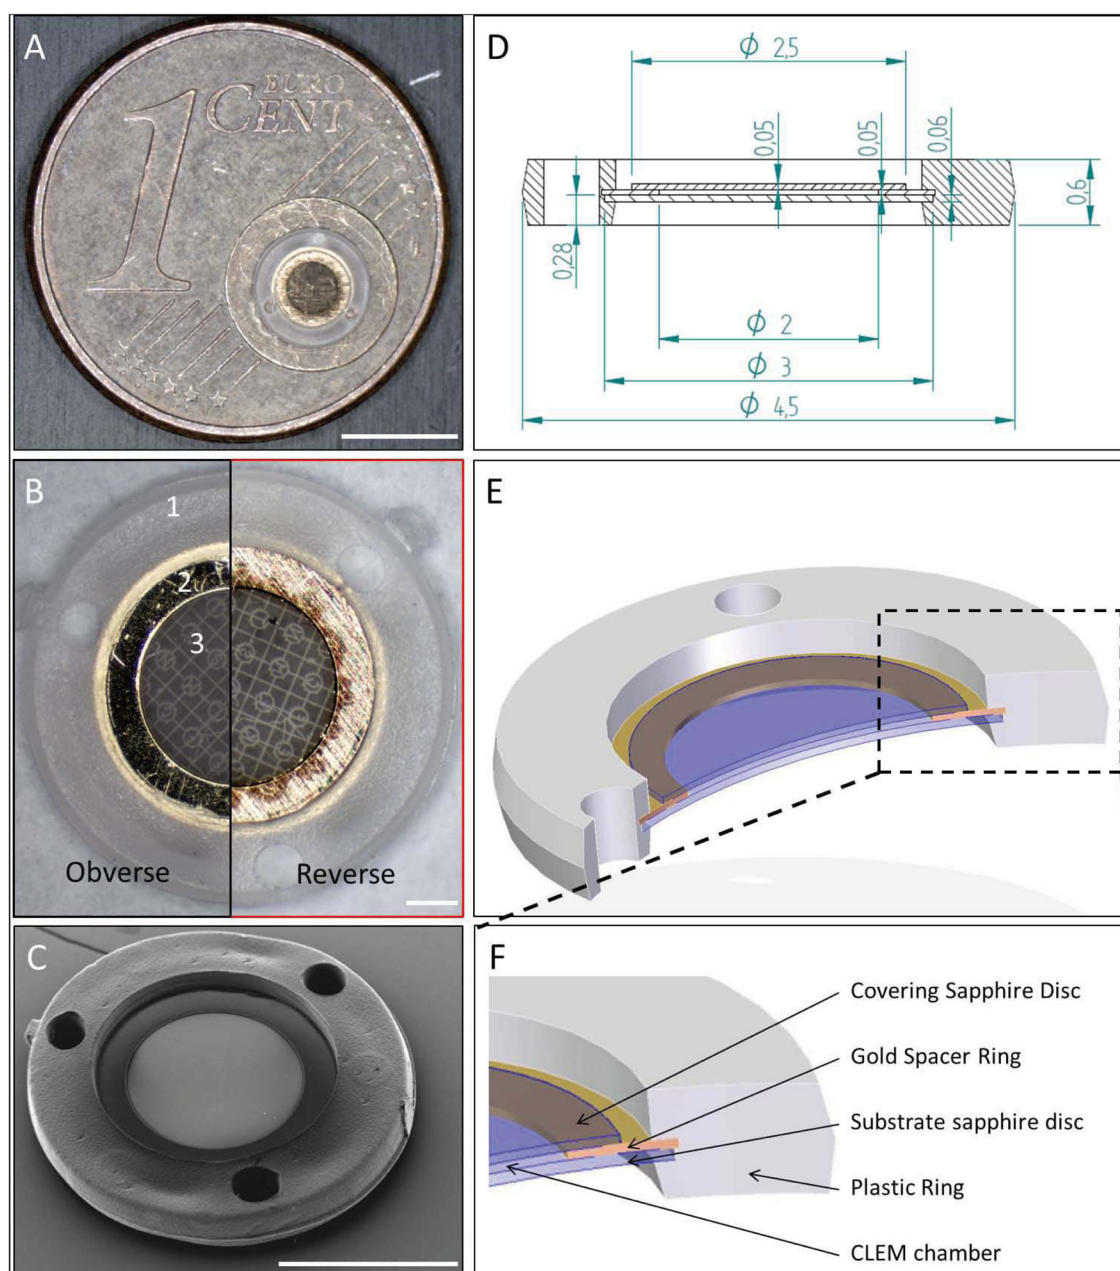 A
1
EURO
CENT
D
ϕ 2,5
0,05
0,05
0,06
0,6
0,28
ϕ 2
ϕ 3
ϕ 4,5
B
1
2
3
Obverse
Reverse
E
C
F
Covering Sapphire Disc
Gold Spacer Ring
Substrate sapphire disc
Plastic Ring
CLEM chamber